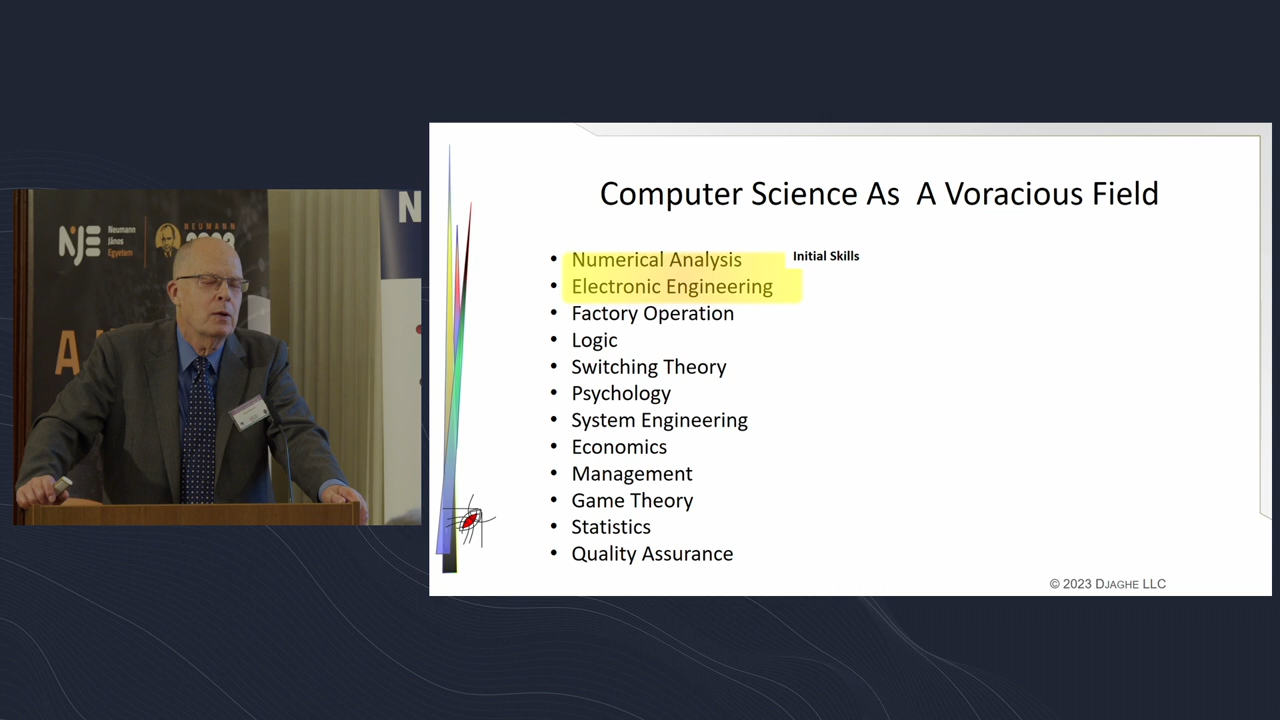 Computer Science As A Voracious Field
Numerical Analysis
Initial Skills
Electronic Engineering
Factory Operation
Logic
Switching Theory
Psychology
System Engineering
Economics
Management
Game Theory
Statistics
Quality Assurance
© 2023 DJAGHE LLC
NJE
Neumann
János
Egyetem
NEUMANN
N